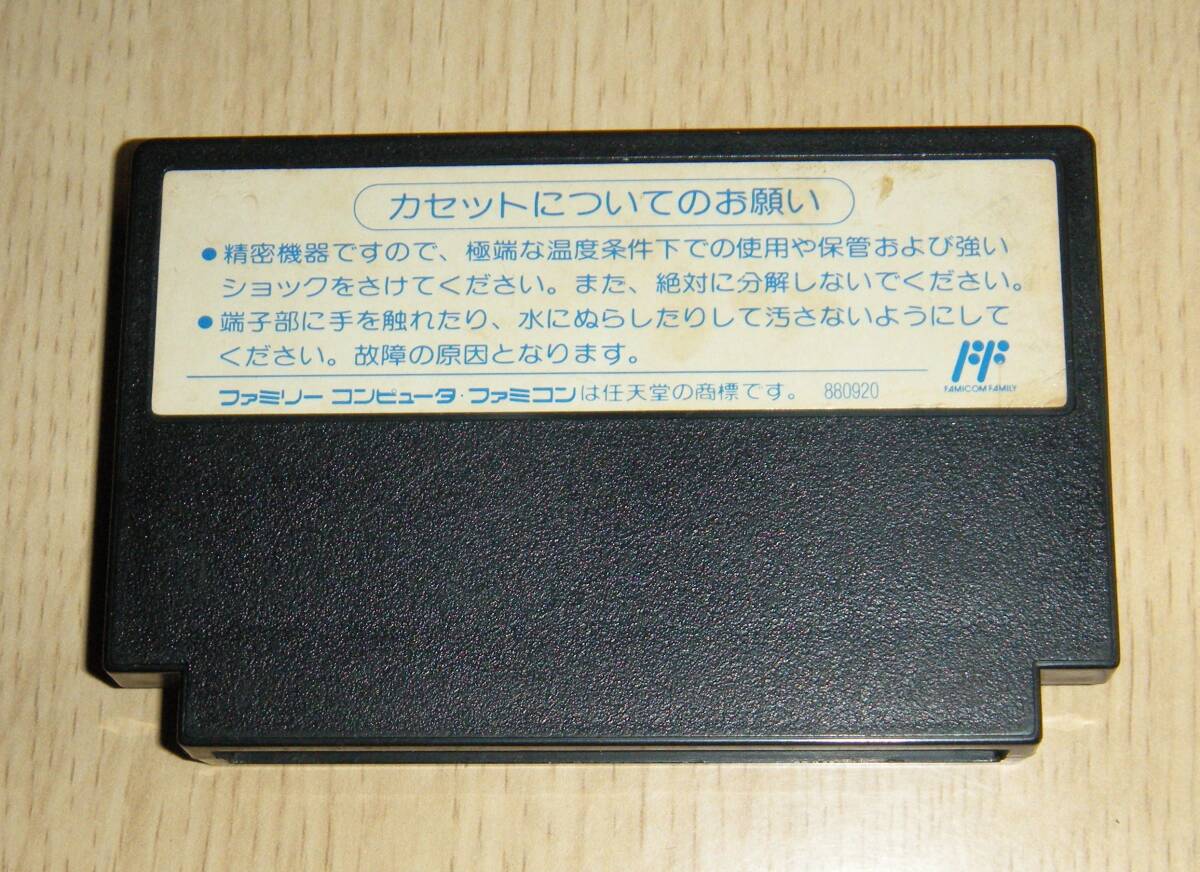 カセットについてのお願い
●精密機器ですので、極端な温度条件下での使用や保管および強い
ショックをさけてください。また、絶対に分解しないでください。
●端子部に手を触れたり、水にぬらしたりして汚さないようにして
ください。故障の原因となります。
FAMICOM FAMILY
ファミリー コンピュータ・ファミコンは任天堂の商標です。 880920